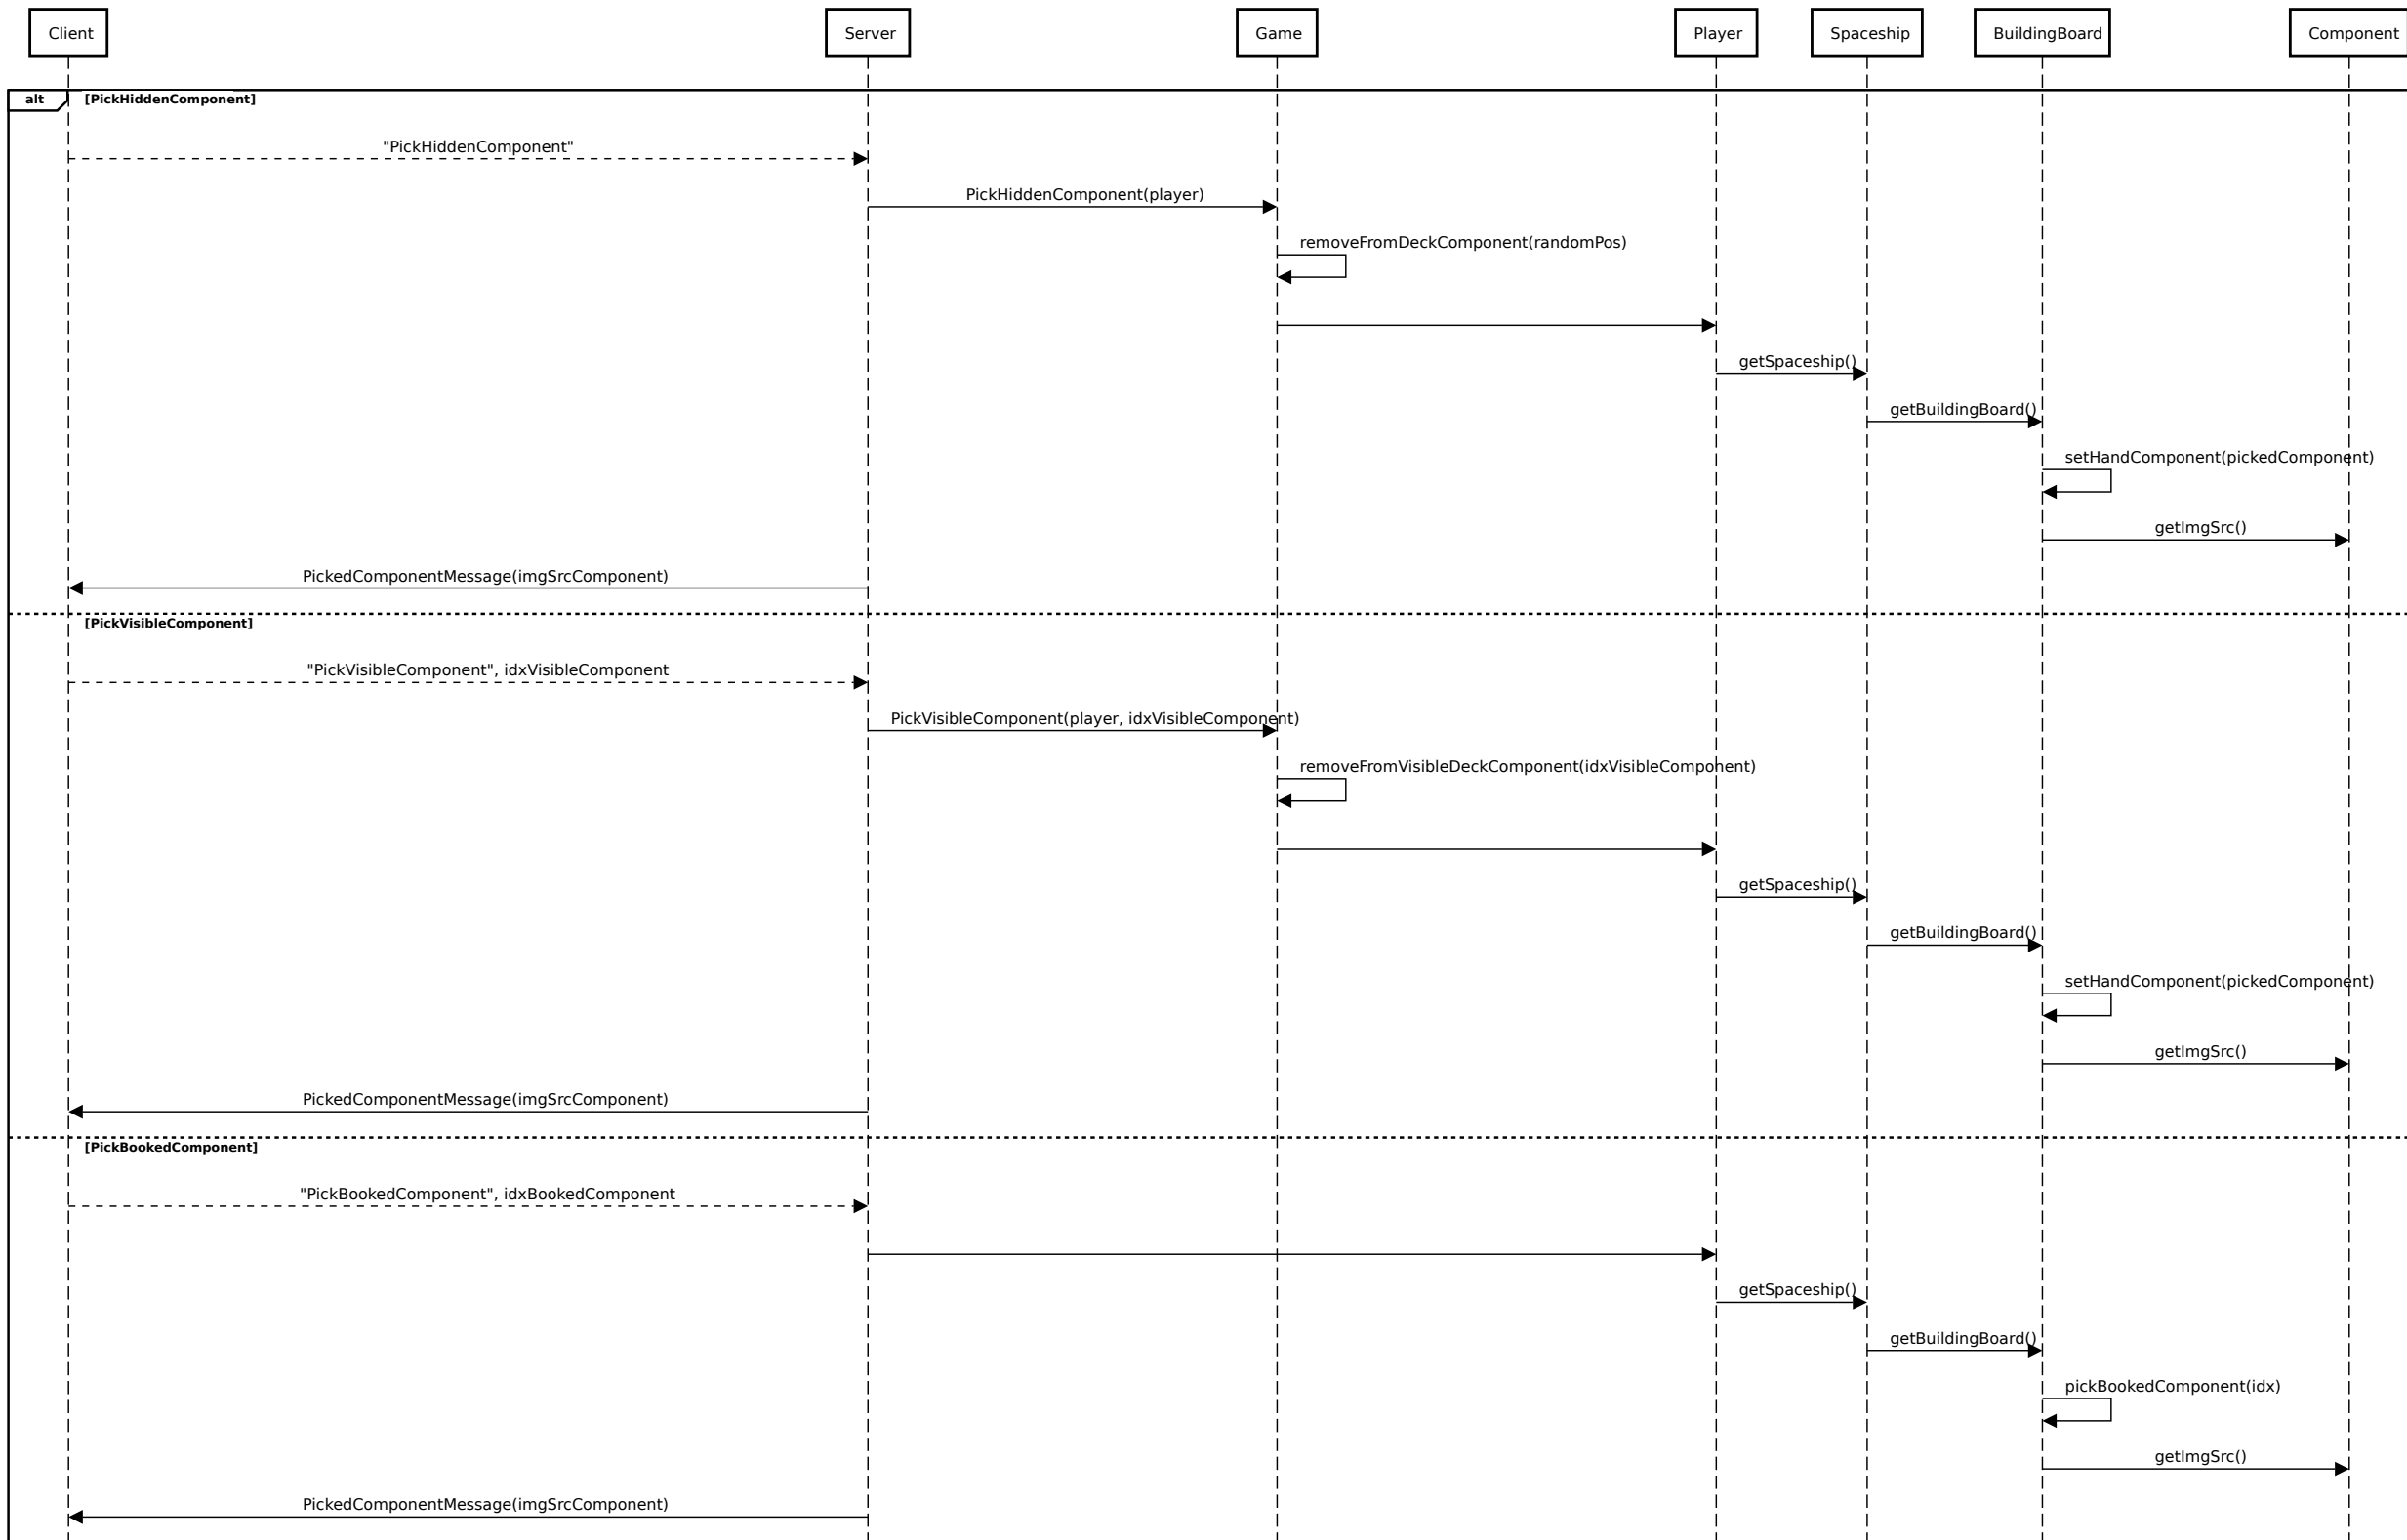 Client
Server
Game
Player
Spaceship
BuildingBoard
Component
alt
[PickHiddenComponent]
"PickHiddenComponent"
PickHiddenComponent(player)
removeFromDeckComponent(randomPos)
getSpaceship()
getBuildingBoard()
setHandComponent(pickedComponent)
getImgSrc()
PickedComponentMessage(imgSrcComponent)
[PickVisibleComponent]
"PickVisibleComponent", idxVisibleComponent
PickVisibleComponent(player, idxVisibleComponent)
removeFromVisibleDeckComponent(idxVisibleComponent)
getSpaceship()
getBuildingBoard()
setHandComponent(pickedComponent)
getImgSrc()
PickedComponentMessage(imgSrcComponent)
[PickBookedComponent]
"PickBookedComponent", idxBookedComponent
getSpaceship()
getBuildingBoard()
pickBookedComponent(idx)
getImgSrc()
PickedComponentMessage(imgSrcComponent)